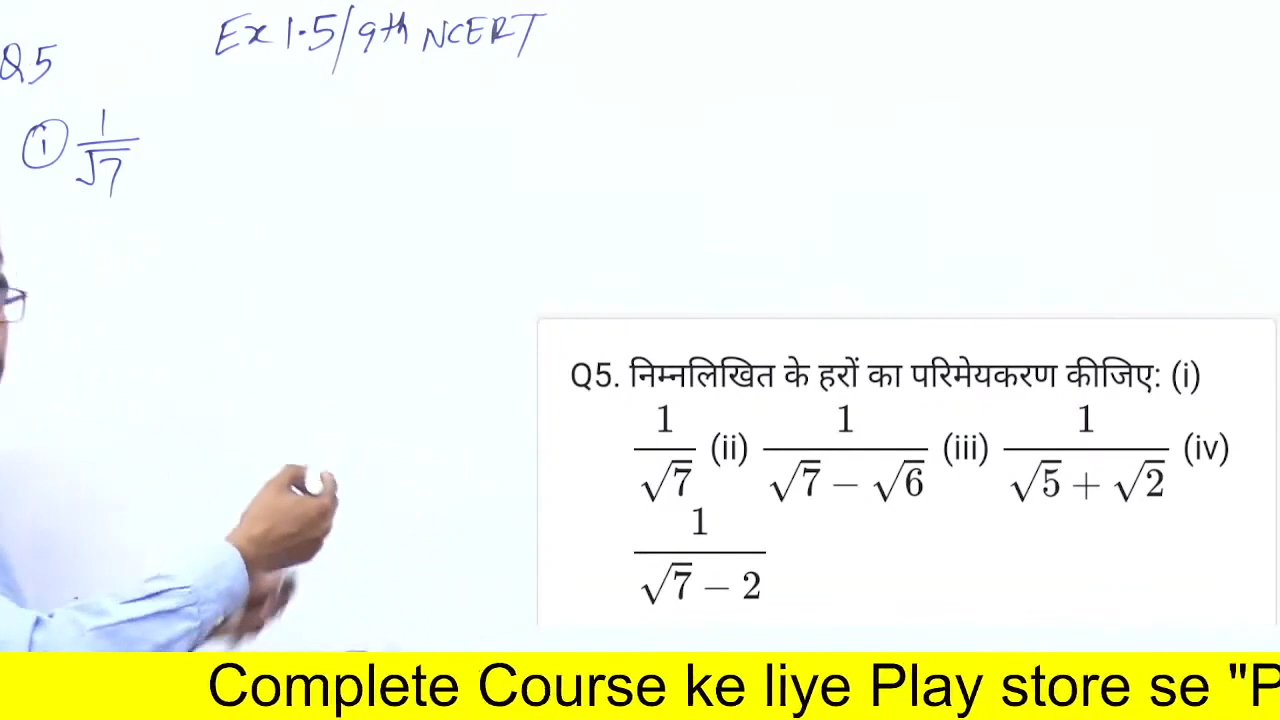 Ex 1.5/9th NCERT
Q5
(i) 1/√7
Q5. निम्नलिखित के हरों का परिमेयकरण कीजिए: (i)
1/√7 (ii) 1/(√7 − √6) (iii) 1/(√5 + √2) (iv)
1/(√7 − 2)
Complete Course ke liye Play store se "P